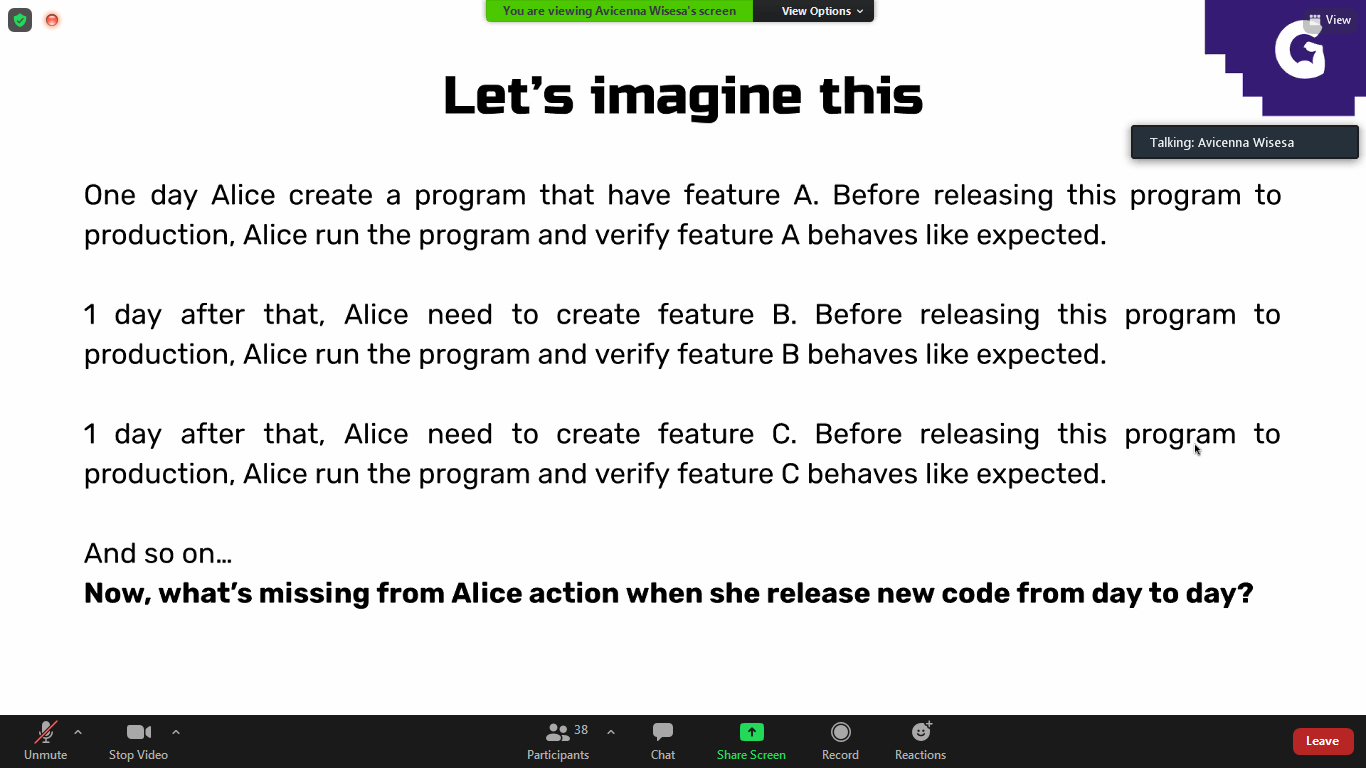 You are viewing Avicenna Wisesa's screen
View Options
View
G
Let's imagine this
Talking: Avicenna Wisesa
One day Alice create a program that have feature A. Before releasing this program to
production, Alice run the program and verify feature A behaves like expected.
1 day after that, Alice need to create feature B. Before releasing this program to
production, Alice run the program and verify feature B behaves like expected.
1 day after that, Alice need to create feature C. Before releasing this program to
production, Alice run the program and verify feature C behaves like expected.
And so on…
Now, what's missing from Alice action when she release new code from day to day?
Unmute
Stop Video
38
Participants
Chat
Share Screen
Record
Reactions
Leave